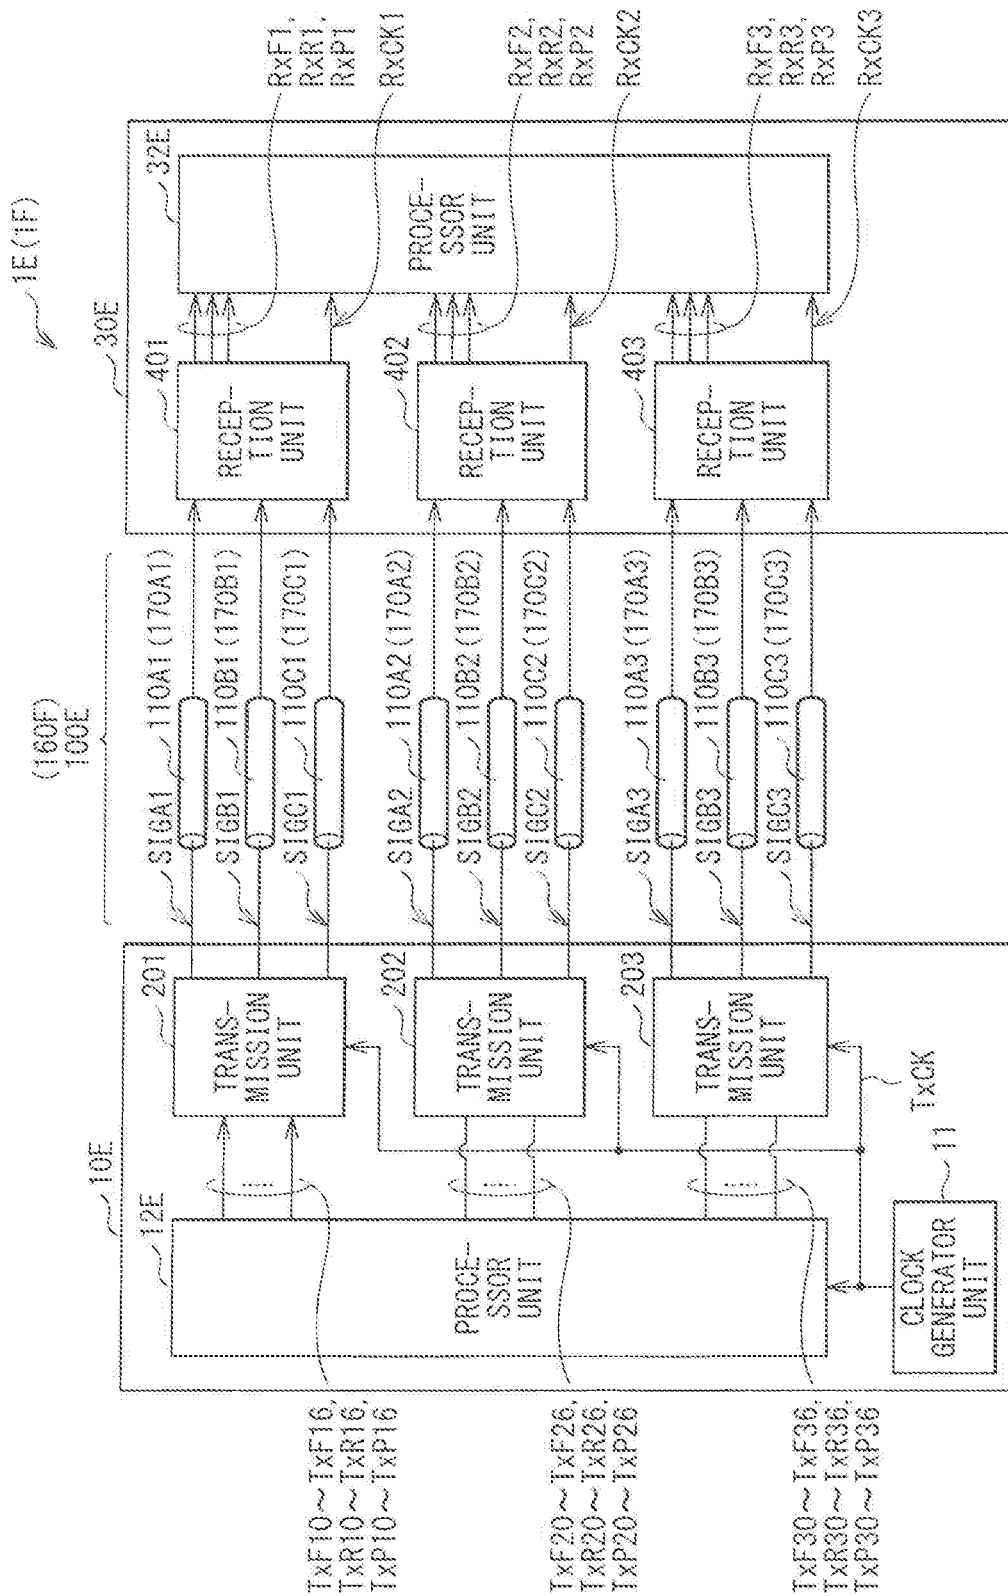 1E(1F)
(160F)
100E
10E
30E
12E
201
401
32E
PROCE-
SSOR
UNIT
TRANS-
MISSION
UNIT
SIGA1
110A1(170A1)
SIGB1
110B1(170B1)
SIGC1
110C1(170C1)
RECEP-
TION
UNIT
PROCE-
SSOR
UNIT
RxF1,
RxR1,
RxP1
RxCK1
TxF10~TxF16,
TxR10~TxR16,
TxP10~TxP16
202
TRANS-
MISSION
UNIT
SIGA2
110A2(170A2)
SIGB2
110B2(170B2)
SIGC2
110C2(170C2)
402
RECEP-
TION
UNIT
RxF2,
RxR2,
RxP2
RxCK2
TxF20~TxF26,
TxR20~TxR26,
TxP20~TxP26
203
TRANS-
MISSION
UNIT
SIGA3
110A3(170A3)
SIGB3
110B3(170B3)
SIGC3
110C3(170C3)
403
RECEP-
TION
UNIT
RxF3,
RxR3,
RxP3
RxCK3
TxF30~TxF36,
TxR30~TxR36,
TxP30~TxP36
TxCK
11
CLOCK
GENERATOR
UNIT